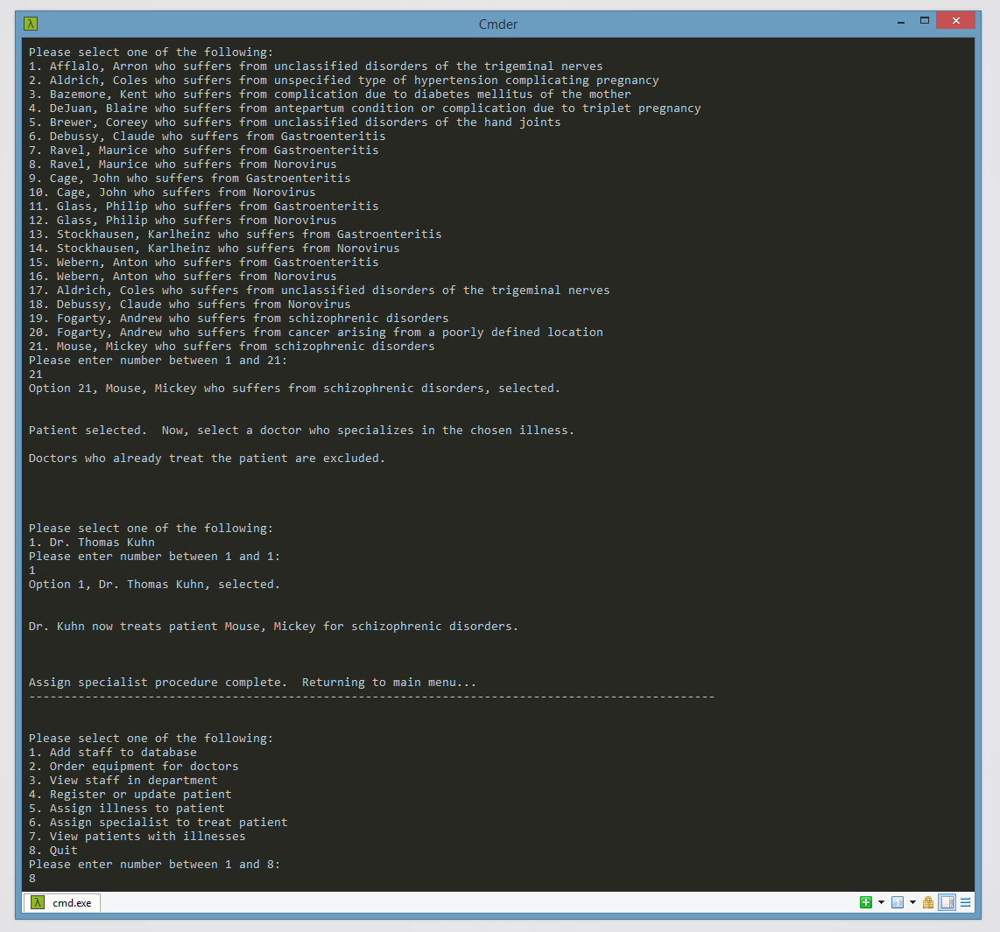 Cmder
Please select one of the following:
1. Afflalo, Arron who suffers from unclassified disorders of the trigeminal nerves
2. Aldrich, Coles who suffers from unspecified type of hypertension complicating pregnancy
3. Bazemore, Kent who suffers from complication due to diabetes mellitus of the mother
4. DeJuan, Blaire who suffers from antepartum condition or complication due to triplet pregnancy
5. Brewer, Coreey who suffers from unclassified disorders of the hand joints
6. Debussy, Claude who suffers from Gastroenteritis
7. Ravel, Maurice who suffers from Gastroenteritis
8. Ravel, Maurice who suffers from Norovirus
9. Cage, John who suffers from Gastroenteritis
10. Cage, John who suffers from Norovirus
11. Glass, Philip who suffers from Gastroenteritis
12. Glass, Philip who suffers from Norovirus
13. Stockhausen, Karlheinz who suffers from Gastroenteritis
14. Stockhausen, Karlheinz who suffers from Norovirus
15. Webern, Anton who suffers from Gastroenteritis
16. Webern, Anton who suffers from Norovirus
17. Aldrich, Coles who suffers from unclassified disorders of the trigeminal nerves
18. Debussy, Claude who suffers from Norovirus
19. Fogarty, Andrew who suffers from schizophrenic disorders
20. Fogarty, Andrew who suffers from cancer arising from a poorly defined location
21. Mouse, Mickey who suffers from schizophrenic disorders
Please enter number between 1 and 21:
21
Option 21, Mouse, Mickey who suffers from schizophrenic disorders, selected.
Patient selected.  Now, select a doctor who specializes in the chosen illness.
Doctors who already treat the patient are excluded.
Please select one of the following:
1. Dr. Thomas Kuhn
Please enter number between 1 and 1:
1
Option 1, Dr. Thomas Kuhn, selected.
Dr. Kuhn now treats patient Mouse, Mickey for schizophrenic disorders.
Assign specialist procedure complete.  Returning to main menu...
--------------------------------------------------------------------------------------------------
Please select one of the following:
1. Add staff to database
2. Order equipment for doctors
3. View staff in department
4. Register or update patient
5. Assign illness to patient
6. Assign specialist to treat patient
7. View patients with illnesses
8. Quit
Please enter number between 1 and 8:
8
λ cmd.exe